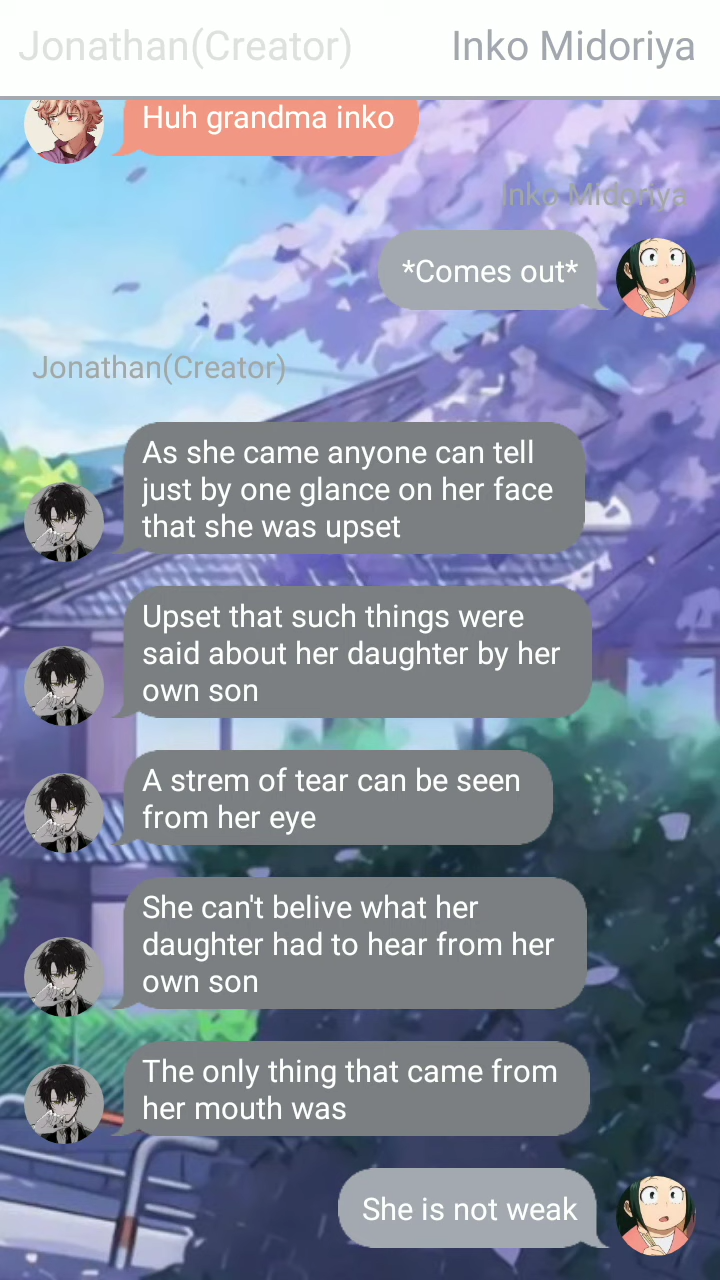 Jonathan(Creator) Inko Midoriya
Huh grandma inko
Inko Midoriya
*Comes out*
Jonathan(Creator)
As she came anyone can tell
just by one glance on her face
that she was upset
Upset that such things were
said about her daughter by her
own son
A strem of tear can be seen
from her eye
She can't belive what her
daughter had to hear from her
own son
The only thing that came from
her mouth was
She is not weak